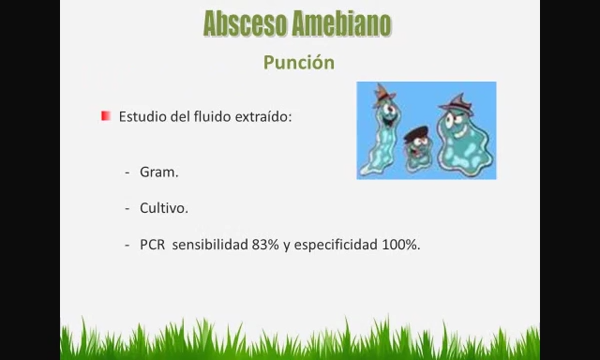 Absceso Amebiano
Punción
Estudio del fluido extraído:
- Gram.
- Cultivo.
- PCR sensibilidad 83% y especificidad 100%.